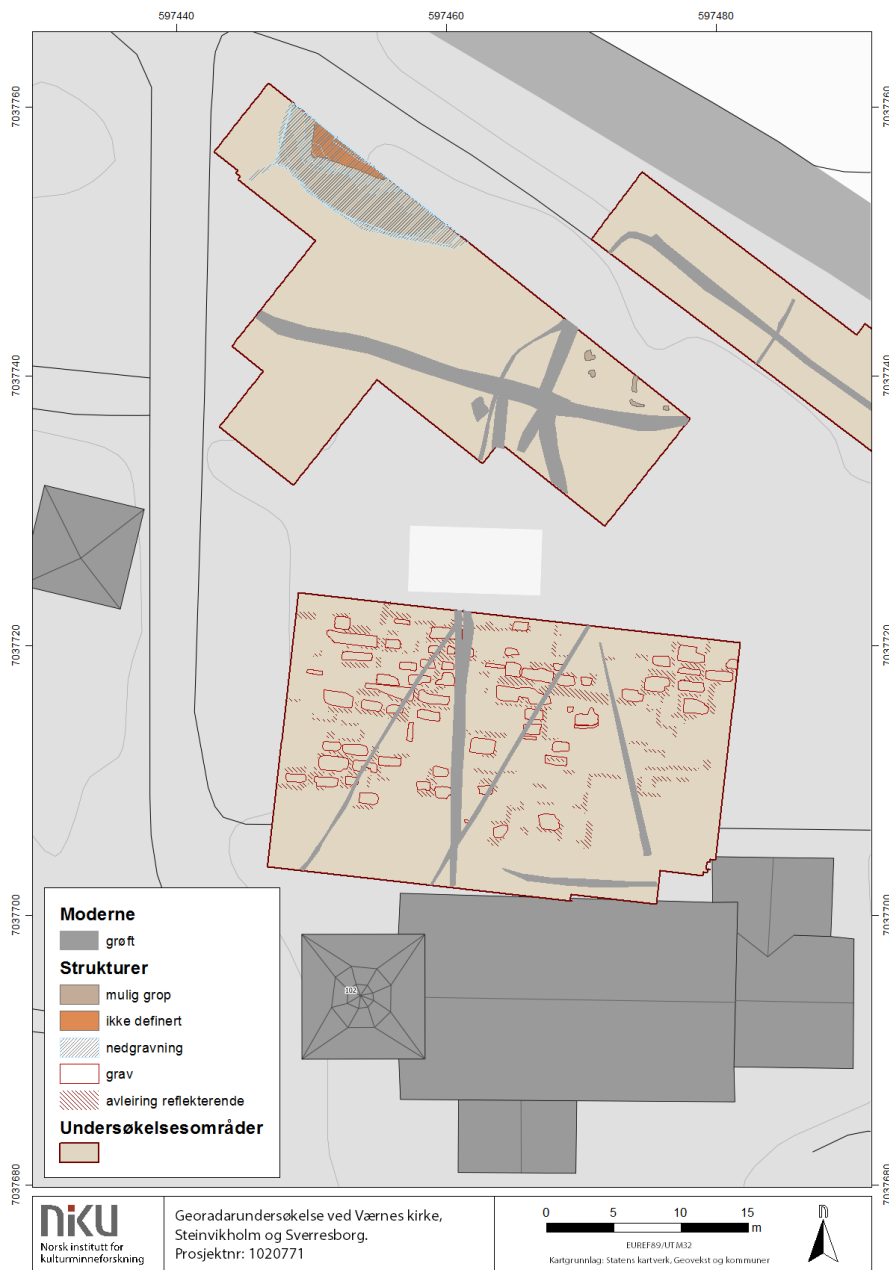 597440
597460
597480
7037760
7037760
7037740
7037740
7037720
7037720
7037700
7037700
7037680
7037680
102
Moderne
grøft
Strukturer
mulig grop
ikke definert
nedgravning
grav
avleiring reflekterende
Undersøkelsesområder
niku
Norsk institutt for
kulturminneforskning
Georadarundersøkelse ved Værnes kirke,
Steinvikholm og Sverresborg.
Prosjektnr: 1020771
0 5 10 15
m
EUREF89/UTM32
Kartgrunnlag: Statens kartverk, Geovekst og kommuner
n